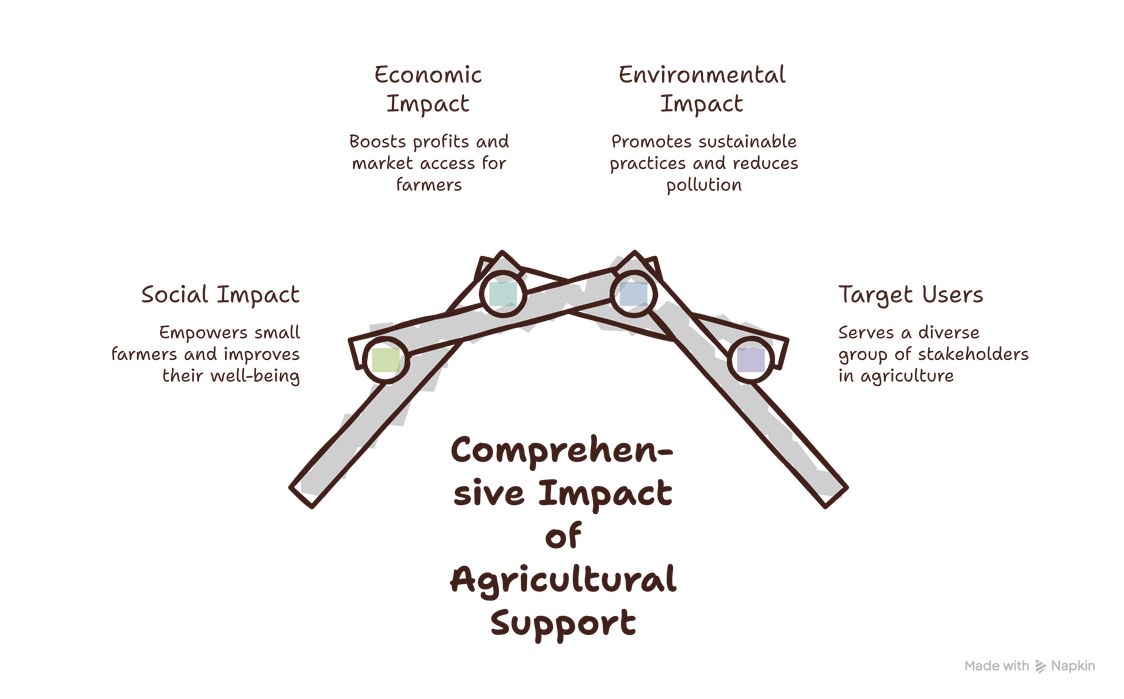 Economic
Impact
Boosts profits and
market access for
farmers
Environmental
Impact
Promotes sustainable
practices and reduces
pollution
Social Impact
Empowers small
farmers and improves
their well-being
Target Users
Serves a diverse
group of stakeholders
in agriculture
Comprehen-
sive Impact
of
Agricultural
Support
Made with Napkin